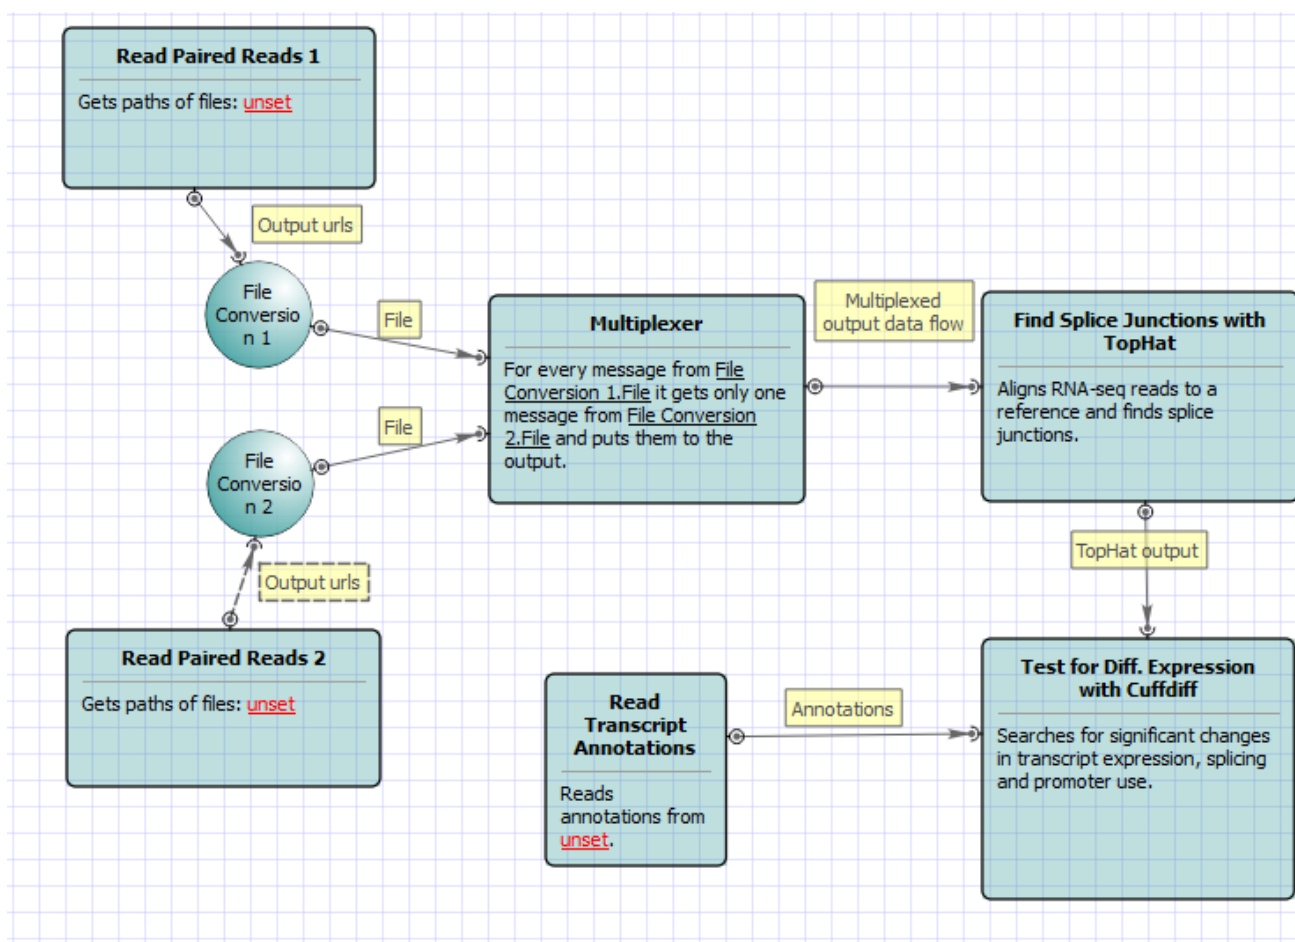 Read Paired Reads 1
Gets paths of files: unset
Output urls
File
Conversio
n 1
File
Multiplexer
For every message from File
Conversion 1.File it gets only one
message from File Conversion
2.File and puts them to the
output.
Multiplexed
output data flow
Find Splice Junctions with
TopHat
Aligns RNA-seq reads to a
reference and finds splice
junctions.
File
File
Conversio
n 2
Output urls
TopHat output
Read Paired Reads 2
Gets paths of files: unset
Read
Transcript
Annotations
Reads
annotations from
unset.
Annotations
Test for Diff. Expression
with Cuffdiff
Searches for significant changes
in transcript expression, splicing
and promoter use.